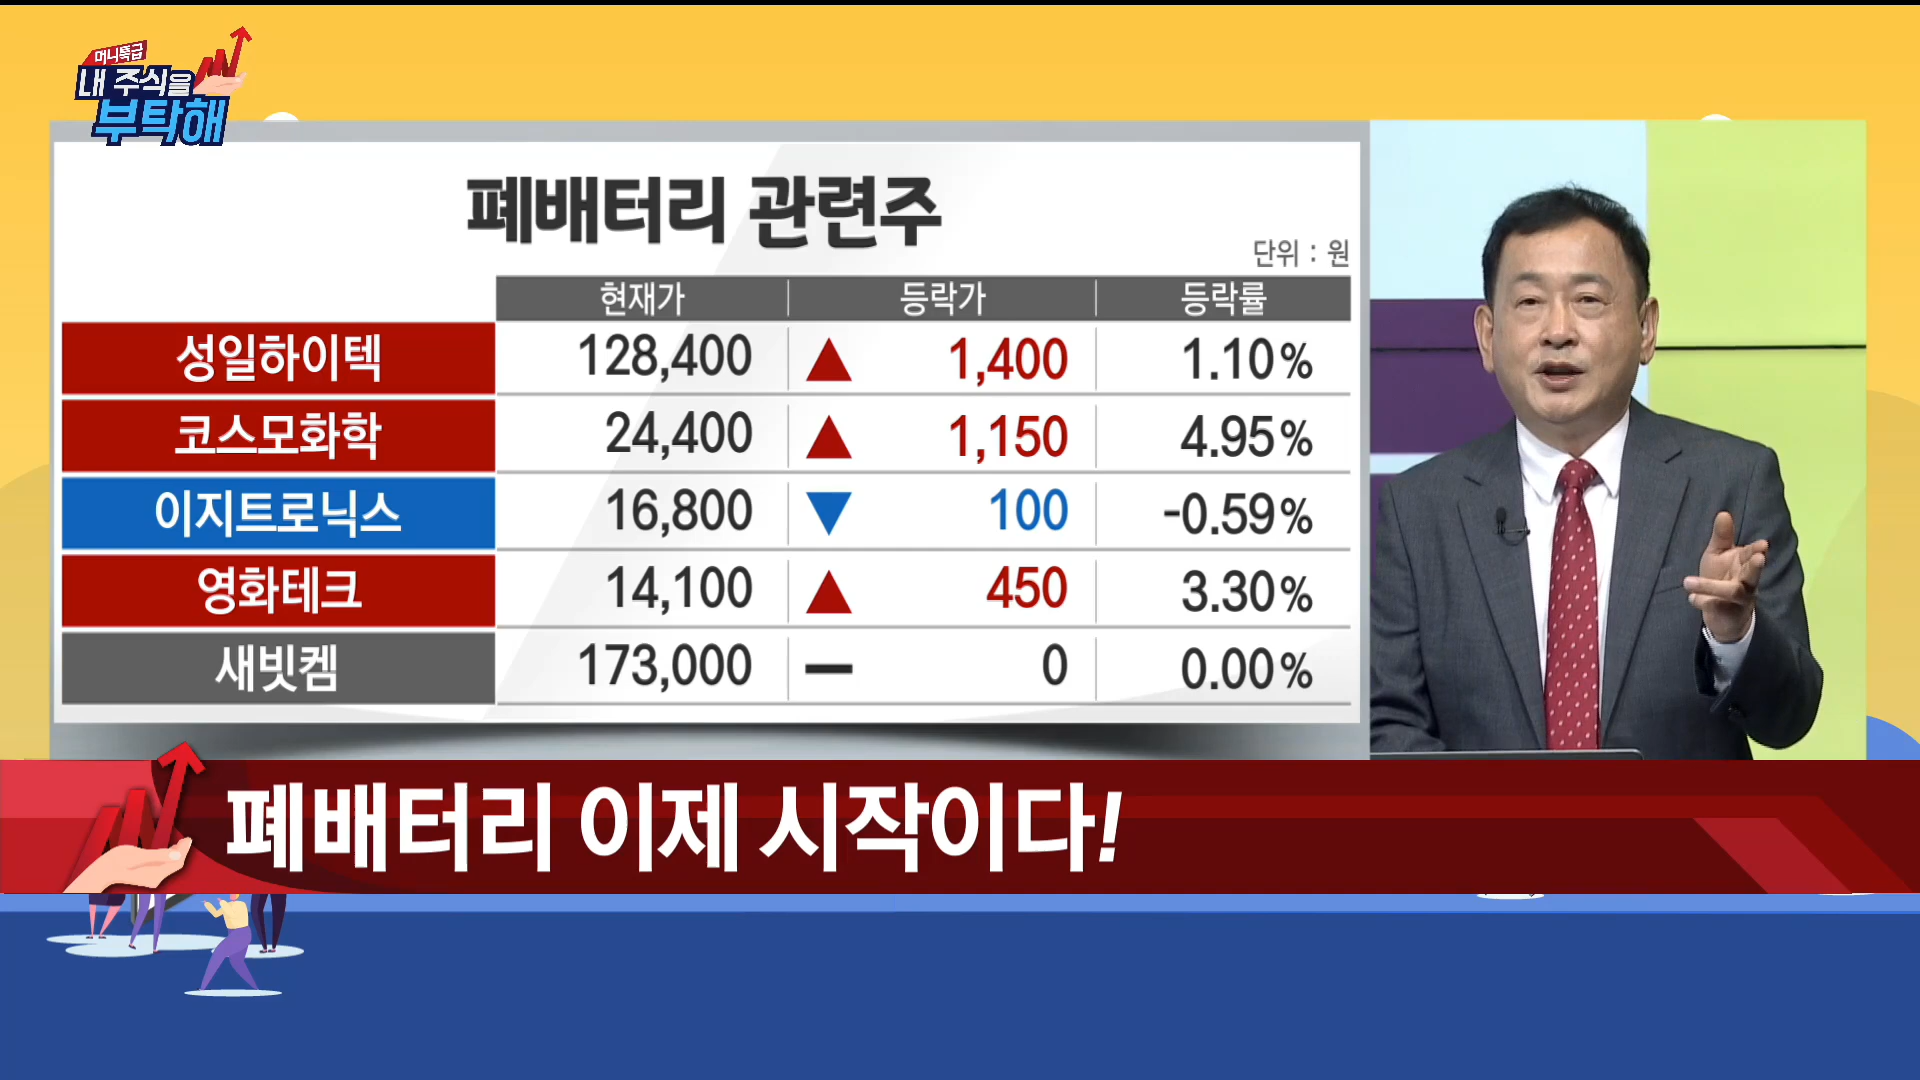 머니뚝급
내 주식을
부탁해
폐배터리 관련주
단위 : 원
현재가 등락가 등락률
성일하이텍 128,400 ▲ 1,400 1.10%
코스모화학 24,400 ▲ 1,150 4.95%
이지트로닉스 16,800 ▼ 100 -0.59%
영화테크 14,100 ▲ 450 3.30%
새빗켐 173,000 ━ 0 0.00%
폐배터리 이제 시작이다!